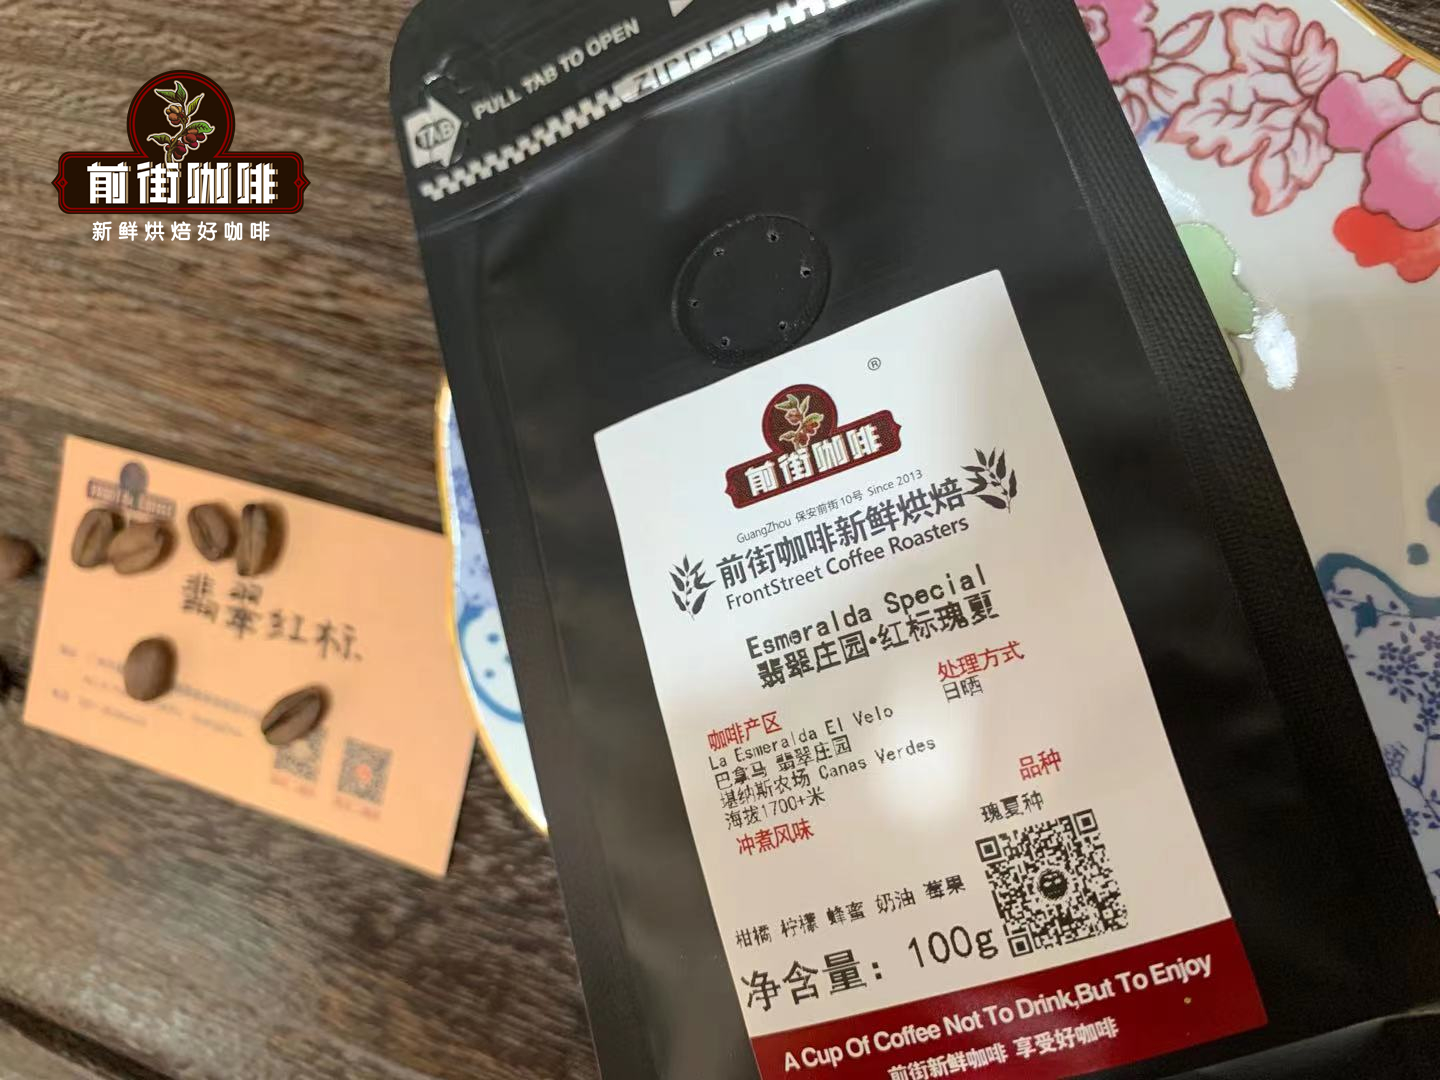 前街咖啡
新鲜烘焙好咖啡
PULL TAB TO OPEN
TAB
翡翠红标
®
前街咖啡
GuangZhou 保安前街10号 Since 2013
前街咖啡新鲜烘焙
FrontStreet Coffee Roasters
Esmeralda Special
翡翠庄园·红标瑰夏
处理方式
日晒
咖啡产区
La Esmeralda El Velo
巴拿马 翡翠庄园
堪纳斯农场 Canas Verdes
海拔1700+米
品种
瑰夏种
冲煮风味
柑橘 柠檬 蜂蜜 奶油 莓果
净含量：100g
A Cup Of Coffee Not To Drink,But To Enjoy
前街新鲜咖啡 享受好咖啡